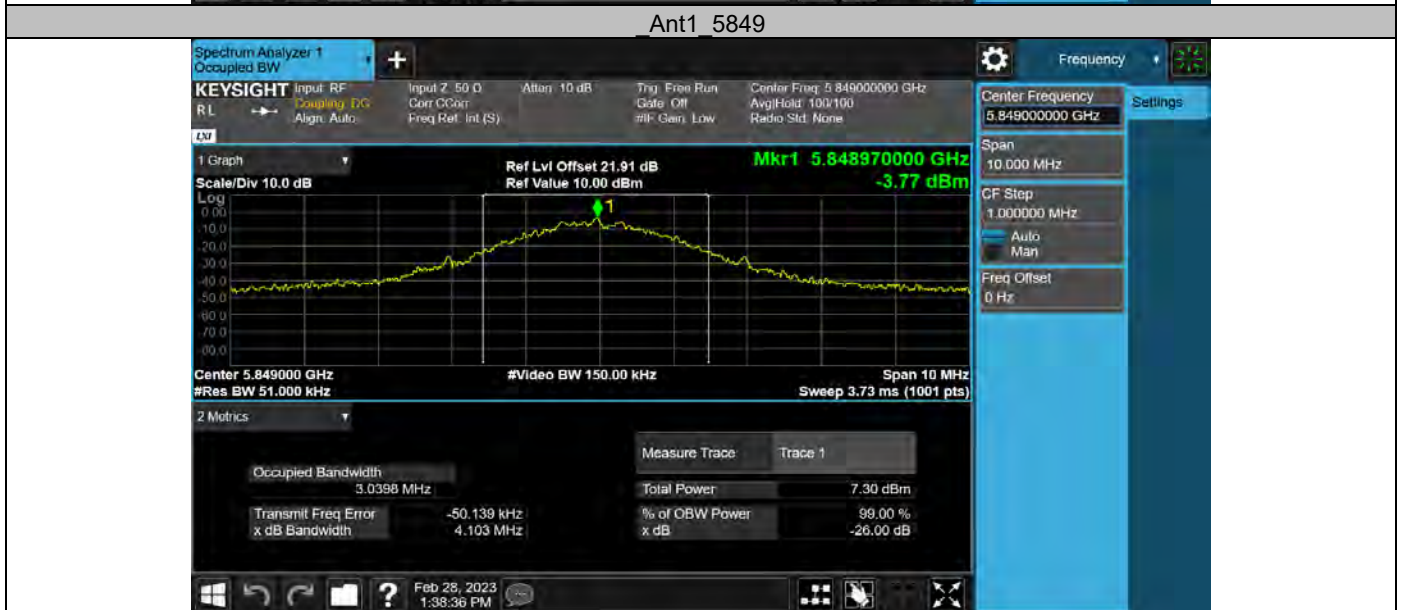 _Ant1_5849
Spectrum Analyzer 1
Occupied BW
+
Frequency
KEYSIGHT Input: RF
RL
Coupling: DC
Align: Auto
Input Z: 50 Ω
Corr CCorr
Freq Ref: Int (S)
Atten: 10 dB
Trig: Free Run
Gate: Off
#IF Gain: Low
Center Freq: 5.849000000 GHz
Avg|Hold: 100/100
Radio Std: None
LXI
Center Frequency
5.849000000 GHz
Settings
Span
10.000 MHz
CF Step
1.000000 MHz
Auto
Man
Freq Offset
0 Hz
1 Graph
Scale/Div 10.0 dB
Ref Lvl Offset 21.91 dB
Ref Value 10.00 dBm
Mkr1 5.848970000 GHz
-3.77 dBm
Log
0.00
-10.0
-20.0
-30.0
-40.0
-50.0
-60.0
-70.0
-80.0
1
Center 5.849000 GHz
#Video BW 150.00 kHz
Span 10 MHz
#Res BW 51.000 kHz
Sweep 3.73 ms (1001 pts)
2 Metrics
Measure Trace Trace 1
Occupied Bandwidth
3.0398 MHz
Total Power 7.30 dBm
Transmit Freq Error -50.139 kHz
% of OBW Power 99.00 %
x dB Bandwidth 4.103 MHz
x dB -26.00 dB
?
Feb 28, 2023
1:38:36 PM